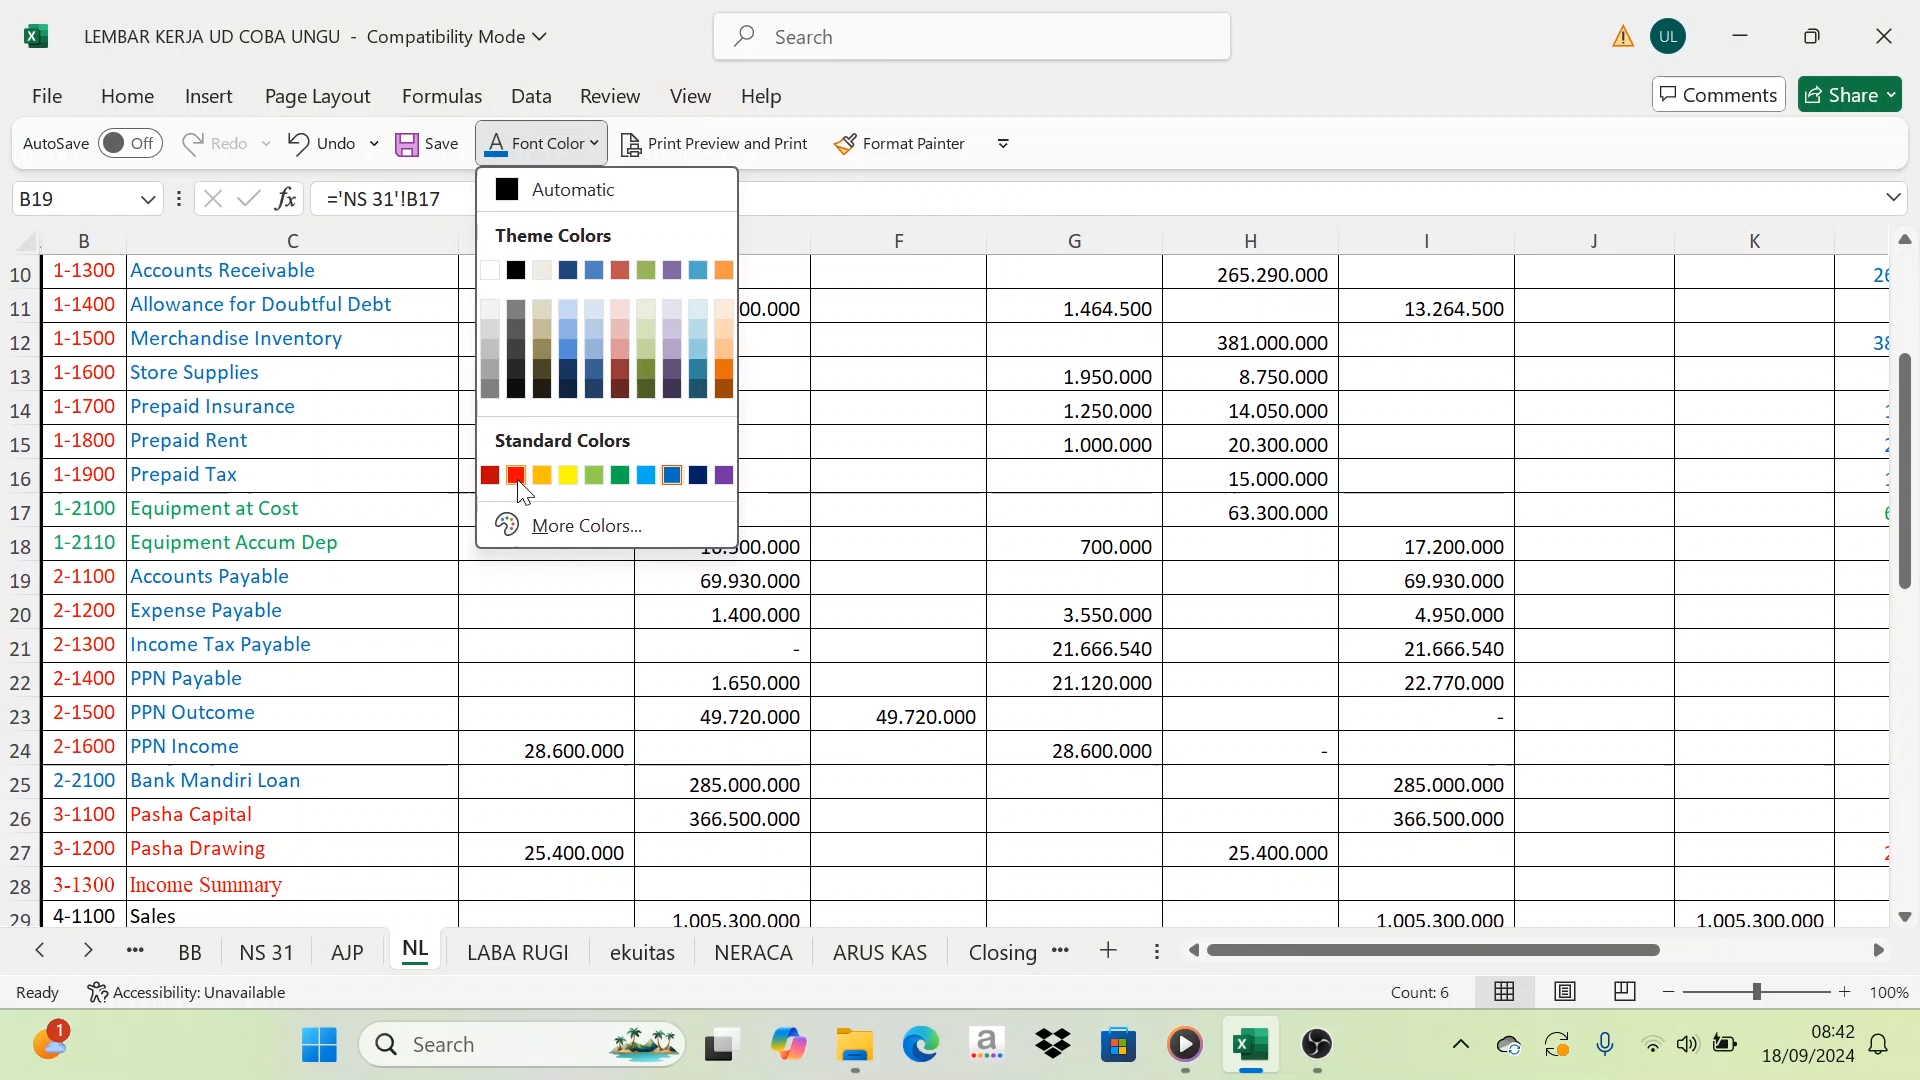 LEMBAR KERJA UD COBA UNGU - Compatibility Mode
Search
UL
File Home Insert Page Layout Formulas Data Review View Help
Comments Share
AutoSave Off Redo Undo Save Font Color Print Preview and Print Format Painter
B19 fx ='NS 31'!B17
Automatic
Theme Colors
Standard Colors
More Colors...
B C F G H I J K
10 1-1300 Accounts Receivable 265.290.000
11 1-1400 Allowance for Doubtful Debt 00.000 1.464.500 13.264.500
12 1-1500 Merchandise Inventory 381.000.000
13 1-1600 Store Supplies 1.950.000 8.750.000
14 1-1700 Prepaid Insurance 1.250.000 14.050.000
15 1-1800 Prepaid Rent 1.000.000 20.300.000
16 1-1900 Prepaid Tax 15.000.000
17 1-2100 Equipment at Cost 63.300.000
18 1-2110 Equipment Accum Dep 700.000 17.200.000
19 2-1100 Accounts Payable 69.930.000 69.930.000
20 2-1200 Expense Payable 1.400.000 3.550.000 4.950.000
21 2-1300 Income Tax Payable - 21.666.540 21.666.540
22 2-1400 PPN Payable 1.650.000 21.120.000 22.770.000
23 2-1500 PPN Outcome 49.720.000 49.720.000 -
24 2-1600 PPN Income 28.600.000 28.600.000 -
25 2-2100 Bank Mandiri Loan 285.000.000 285.000.000
26 3-1100 Pasha Capital 366.500.000 366.500.000
27 3-1200 Pasha Drawing 25.400.000 25.400.000
28 3-1300 Income Summary
29 4-1100 Sales 1.005.300.000 1.005.300.000 1.005.300.000
BB NS 31 AJP NL LABA RUGI ekuitas NERACA ARUS KAS Closing
Ready Accessibility: Unavailable Count: 6 100%
1 Search a 08:42
18/09/2024